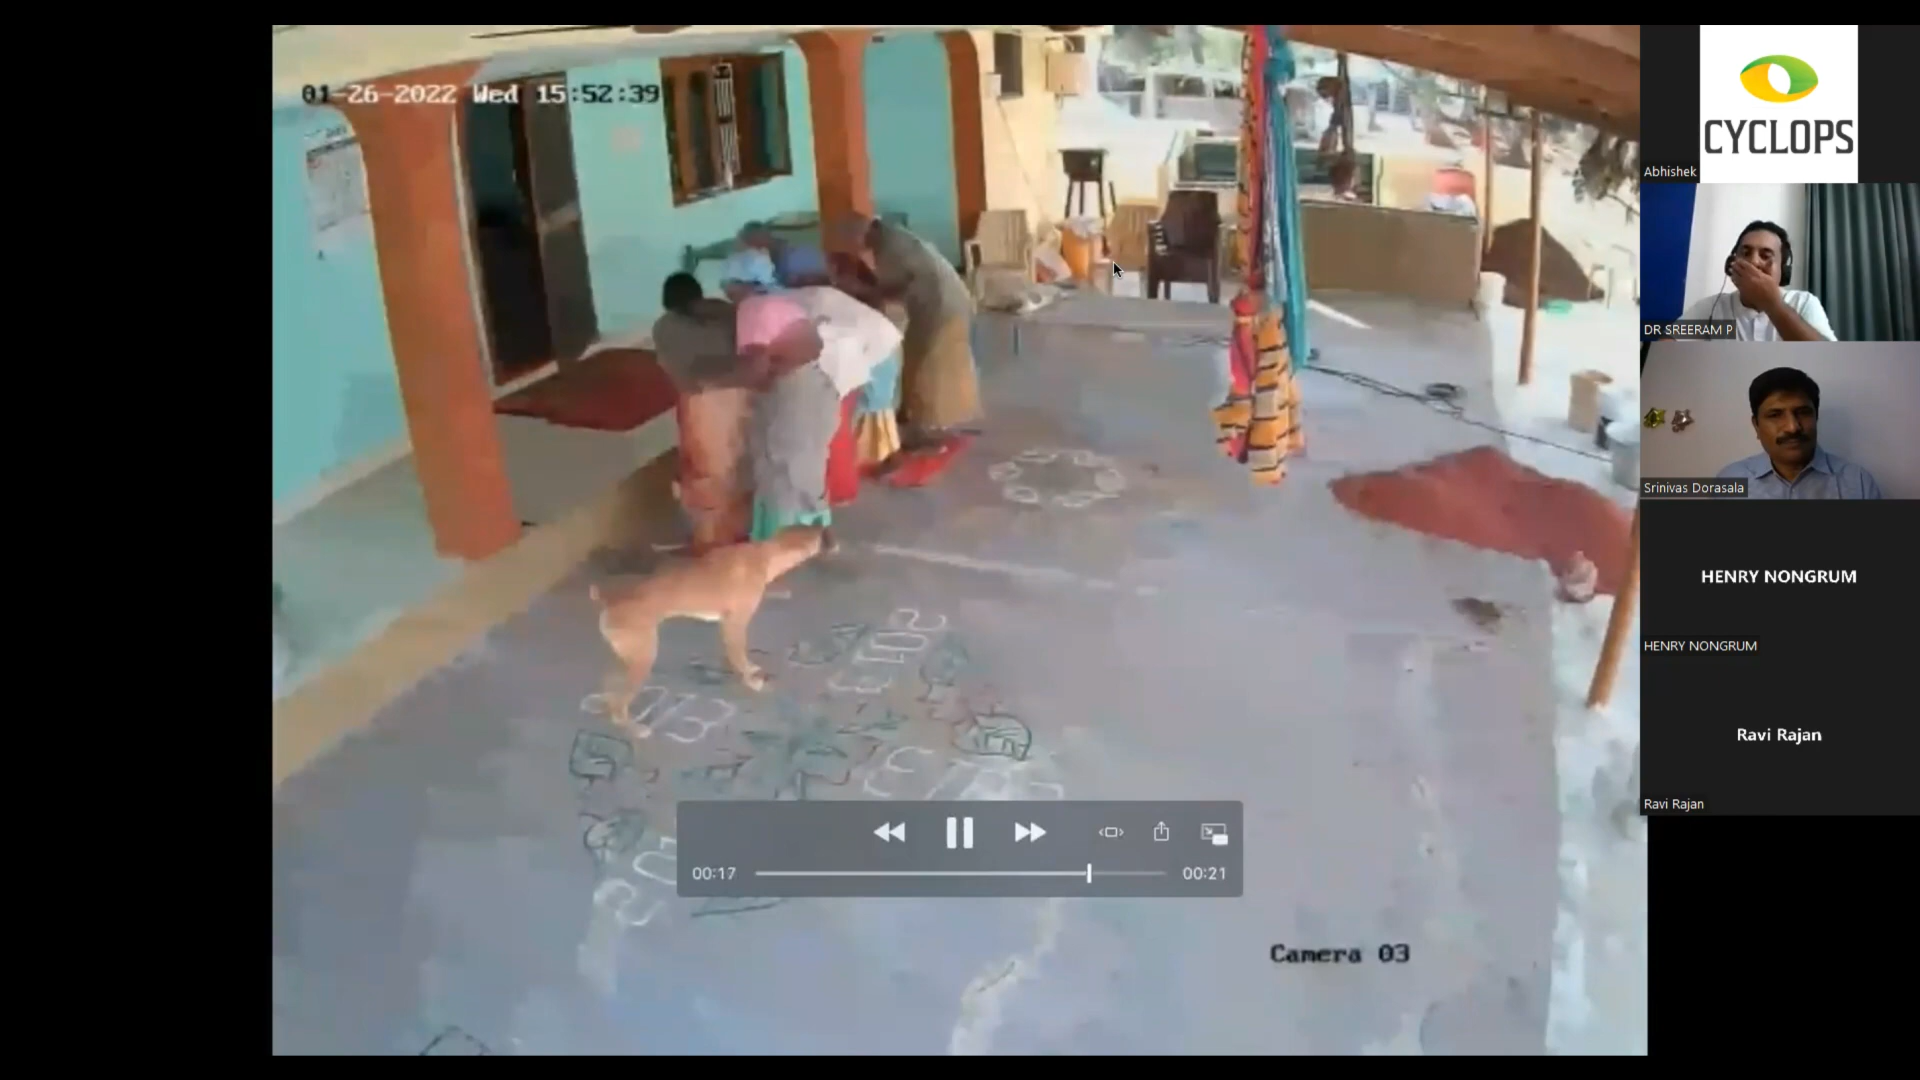 01-26-2022 Wed 15:52:39
CYCLOPS
Abhishek
DR SREERAM P
Srinivas Dorasala
HENRY NONGRUM
HENRY NONGRUM
Ravi Rajan
Ravi Rajan
2013
00:17
00:21
Camera 03